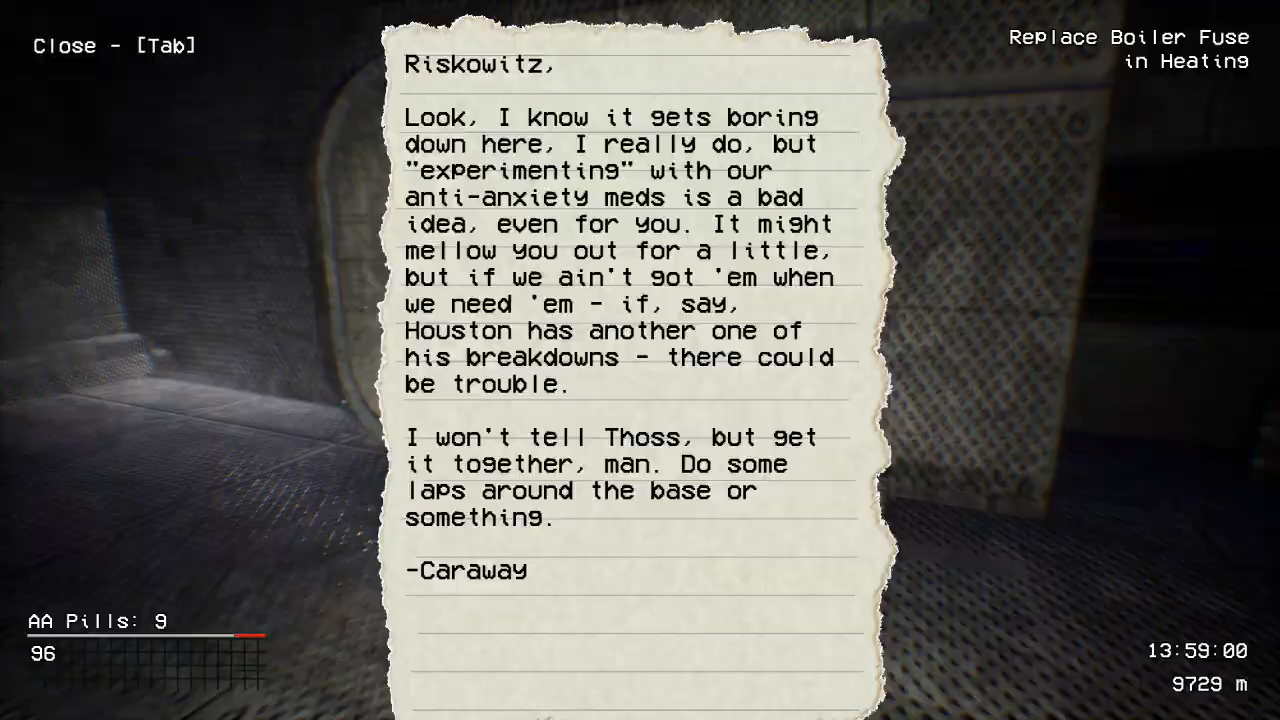 Close - [Tab]
Replace Boiler Fuse
in Heating
Riskowitz,
Look, I know it gets boring
down here, I really do, but
"experimenting" with our
anti-anxiety meds is a bad
idea, even for you. It might
mellow you out for a little,
but if we ain't got 'em when
we need 'em - if, say,
Houston has another one of
his breakdowns - there could
be trouble.
I won't tell Thoss, but get
it together, man. Do some
laps around the base or
something.
-Caraway
AA Pills: 9
96
13:59:00
9729 m